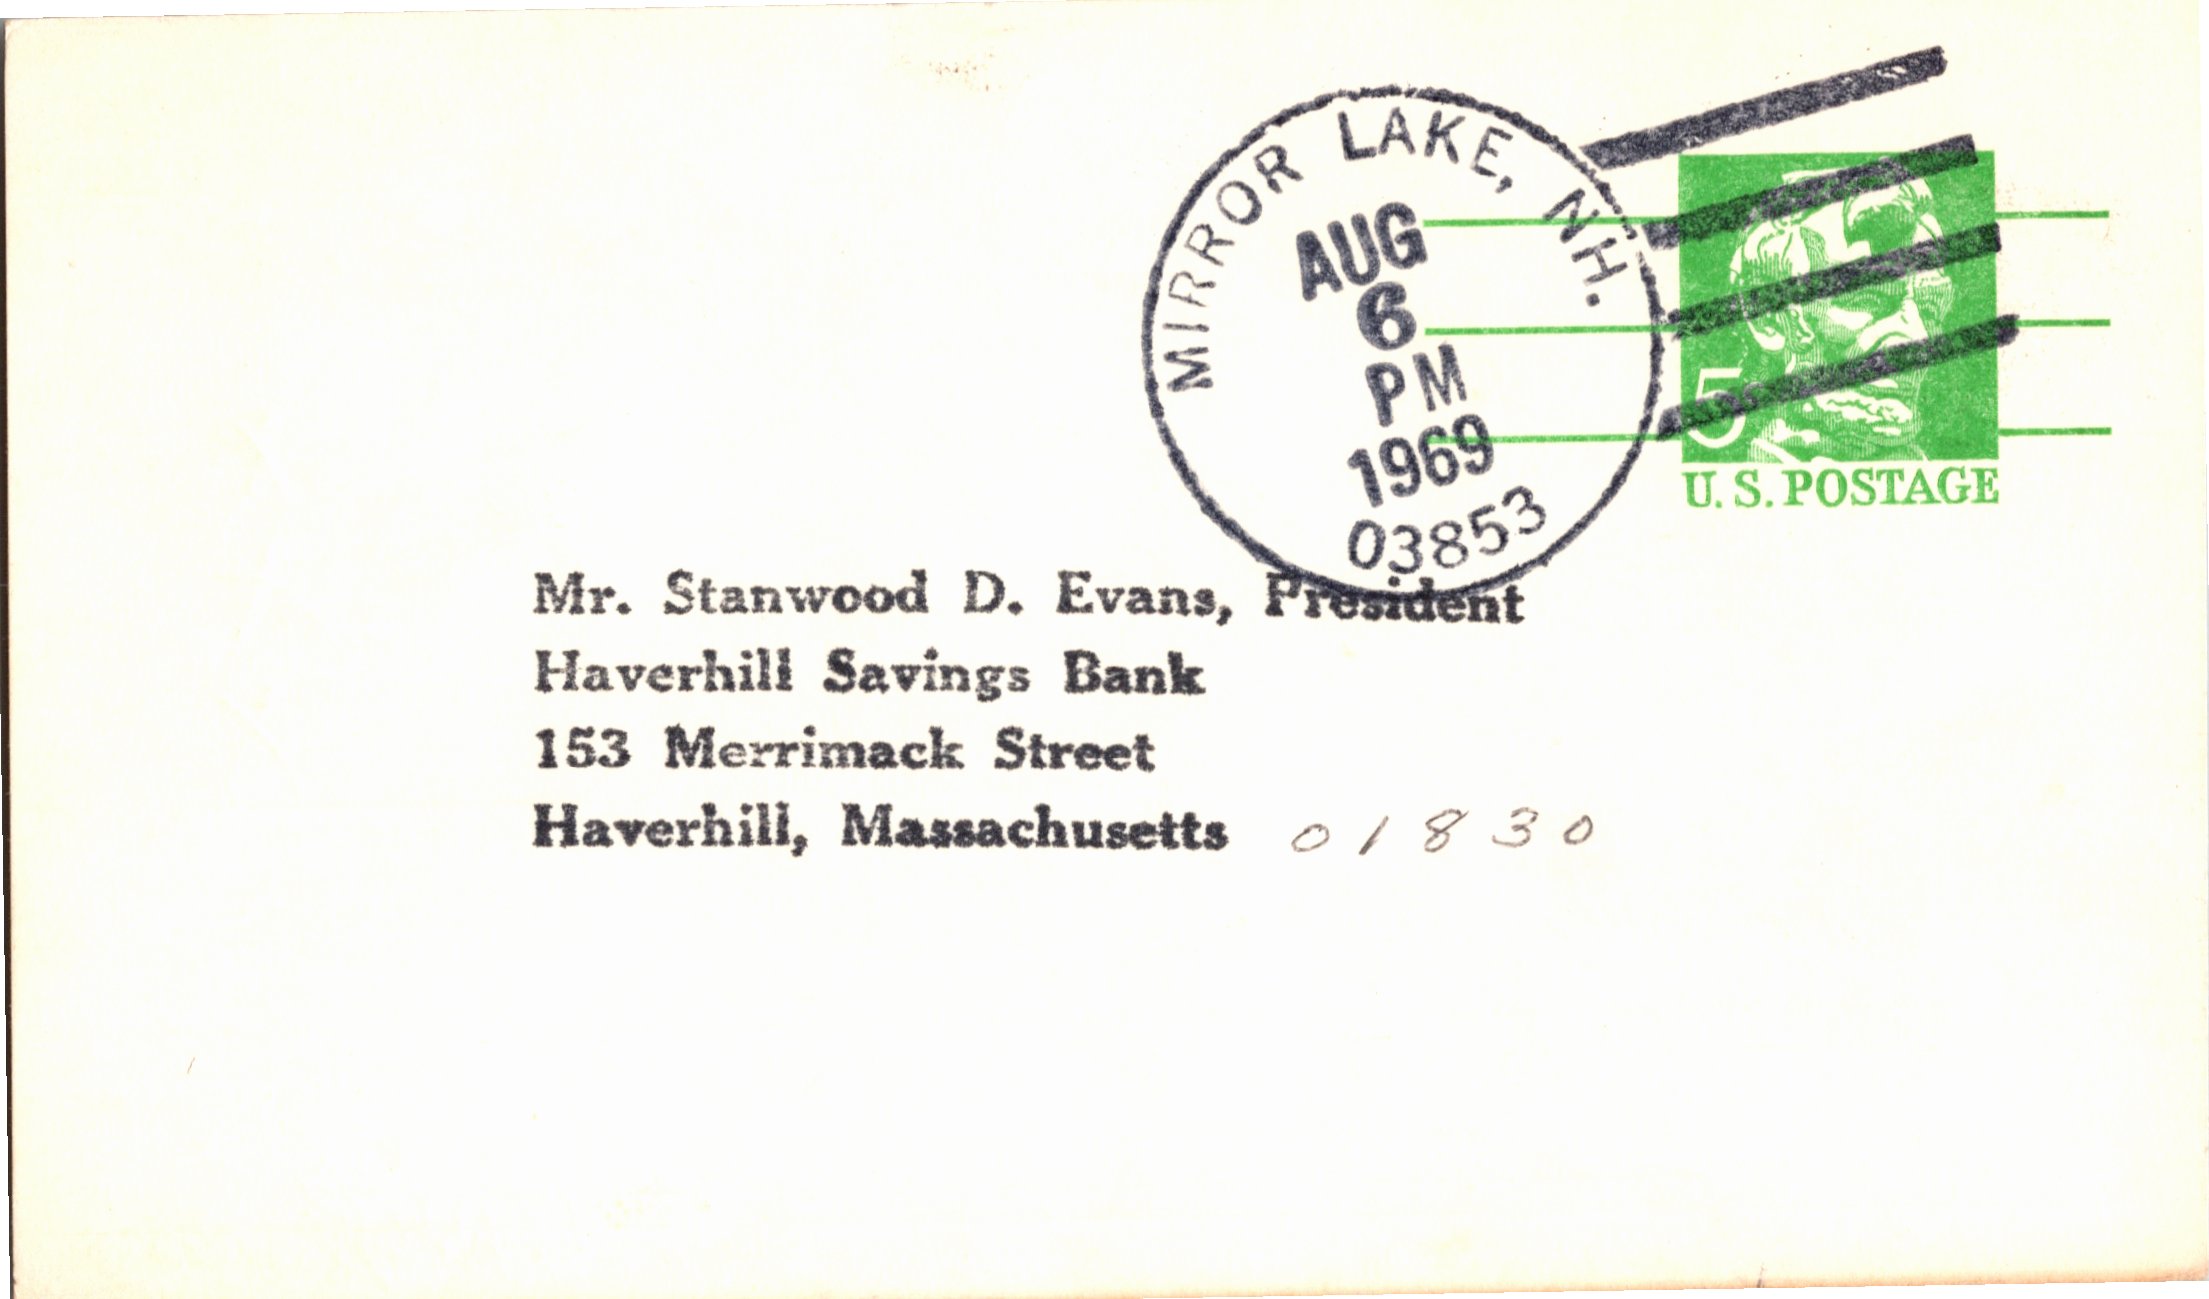 MIRROR LAKE, NH.
AUG
6
PM
1969
03853
5
U. S. POSTAGE
Mr. Stanwood D. Evans, President
Haverhill Savings Bank
153 Merrimack Street
Haverhill, Massachusetts 01830